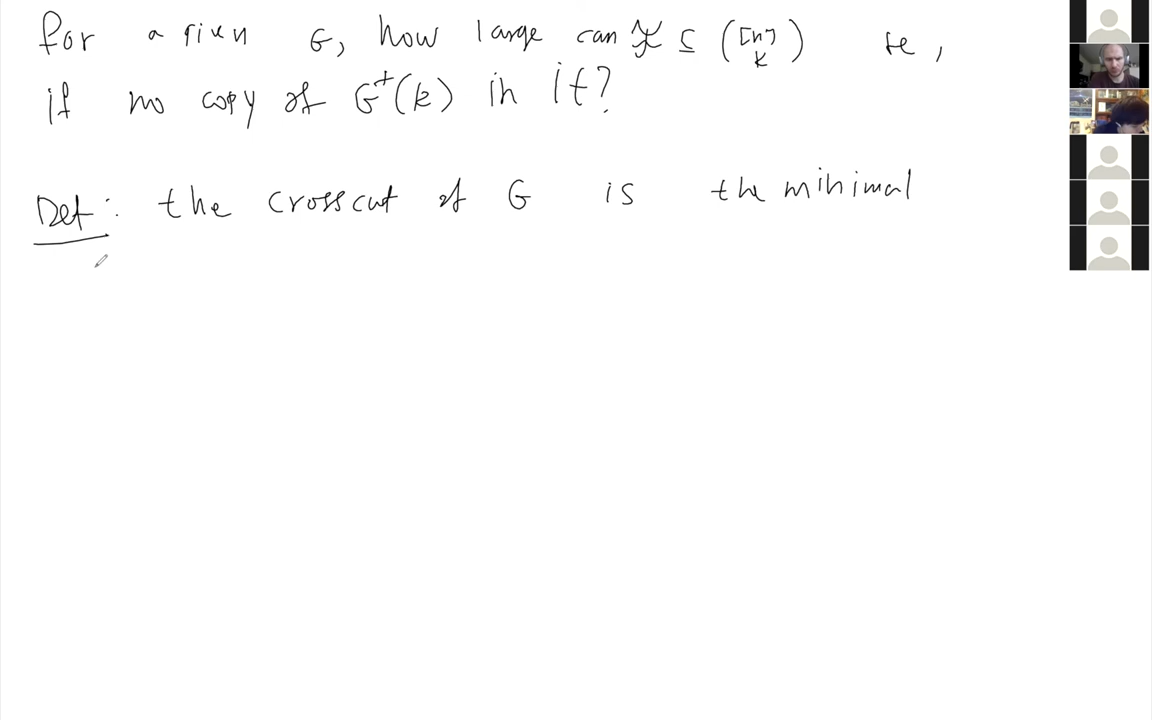 for a given G, how large can ℱ ⊆ ([n] k) be,
if no copy of G⁺(k) in it?
Def: the crosscut of G is the minimal